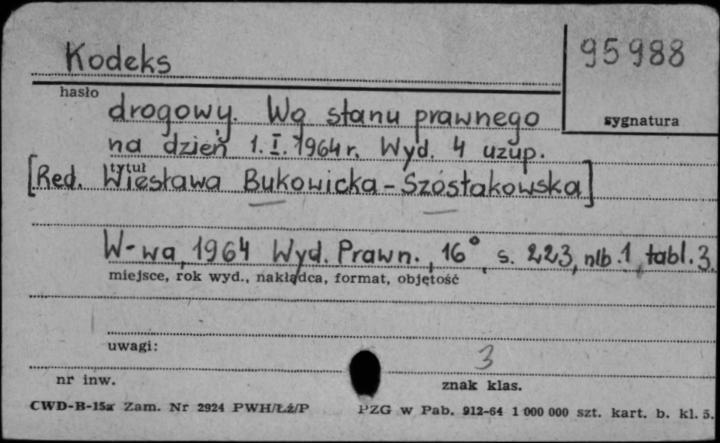 Kodeks
95988
hasło
drogowy. Wg stanu prawnego
sygnatura
na dzień 1.I.1964 r. Wyd. 4 uzup.
tytuł
[Red. Wiesława Bukowicka-Szostakowska]
W-wa, 1964 Wyd. Prawn., 16°, s. 223, nlb. 1, tabl. 3.
miejsce, rok wyd., nakładca, format, objętość
uwagi:
3
nr inw.
znak klas.
CWD-B-15a Zam. Nr 2924 PWH/Łż/P PZG w Pab. 912-64 1 000 000 szt. kart. b. kl. 5.